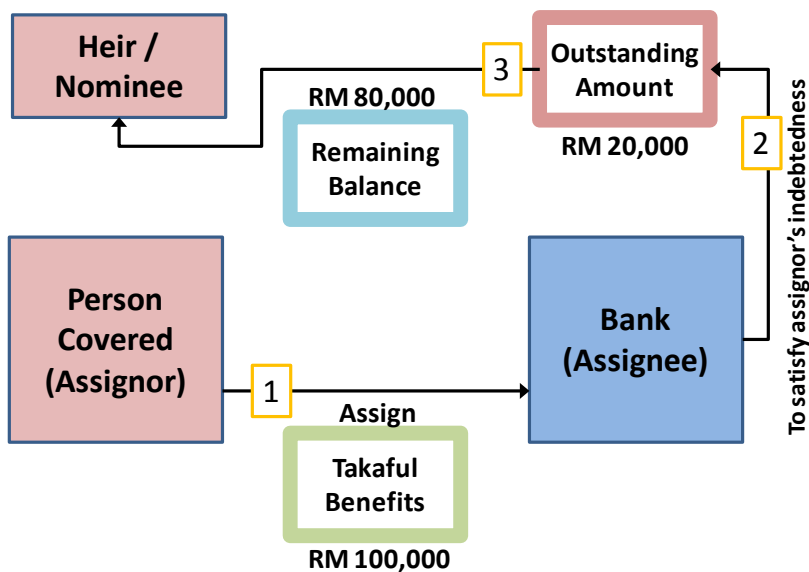 Heir /
Nominee
3
Outstanding
Amount
RM 80,000
RM 20,000
2
Remaining
Balance
To satisfy assignor's indebtedness
Person
Covered
(Assignor)
Bank
(Assignee)
1
Assign
Takaful
Benefits
RM 100,000